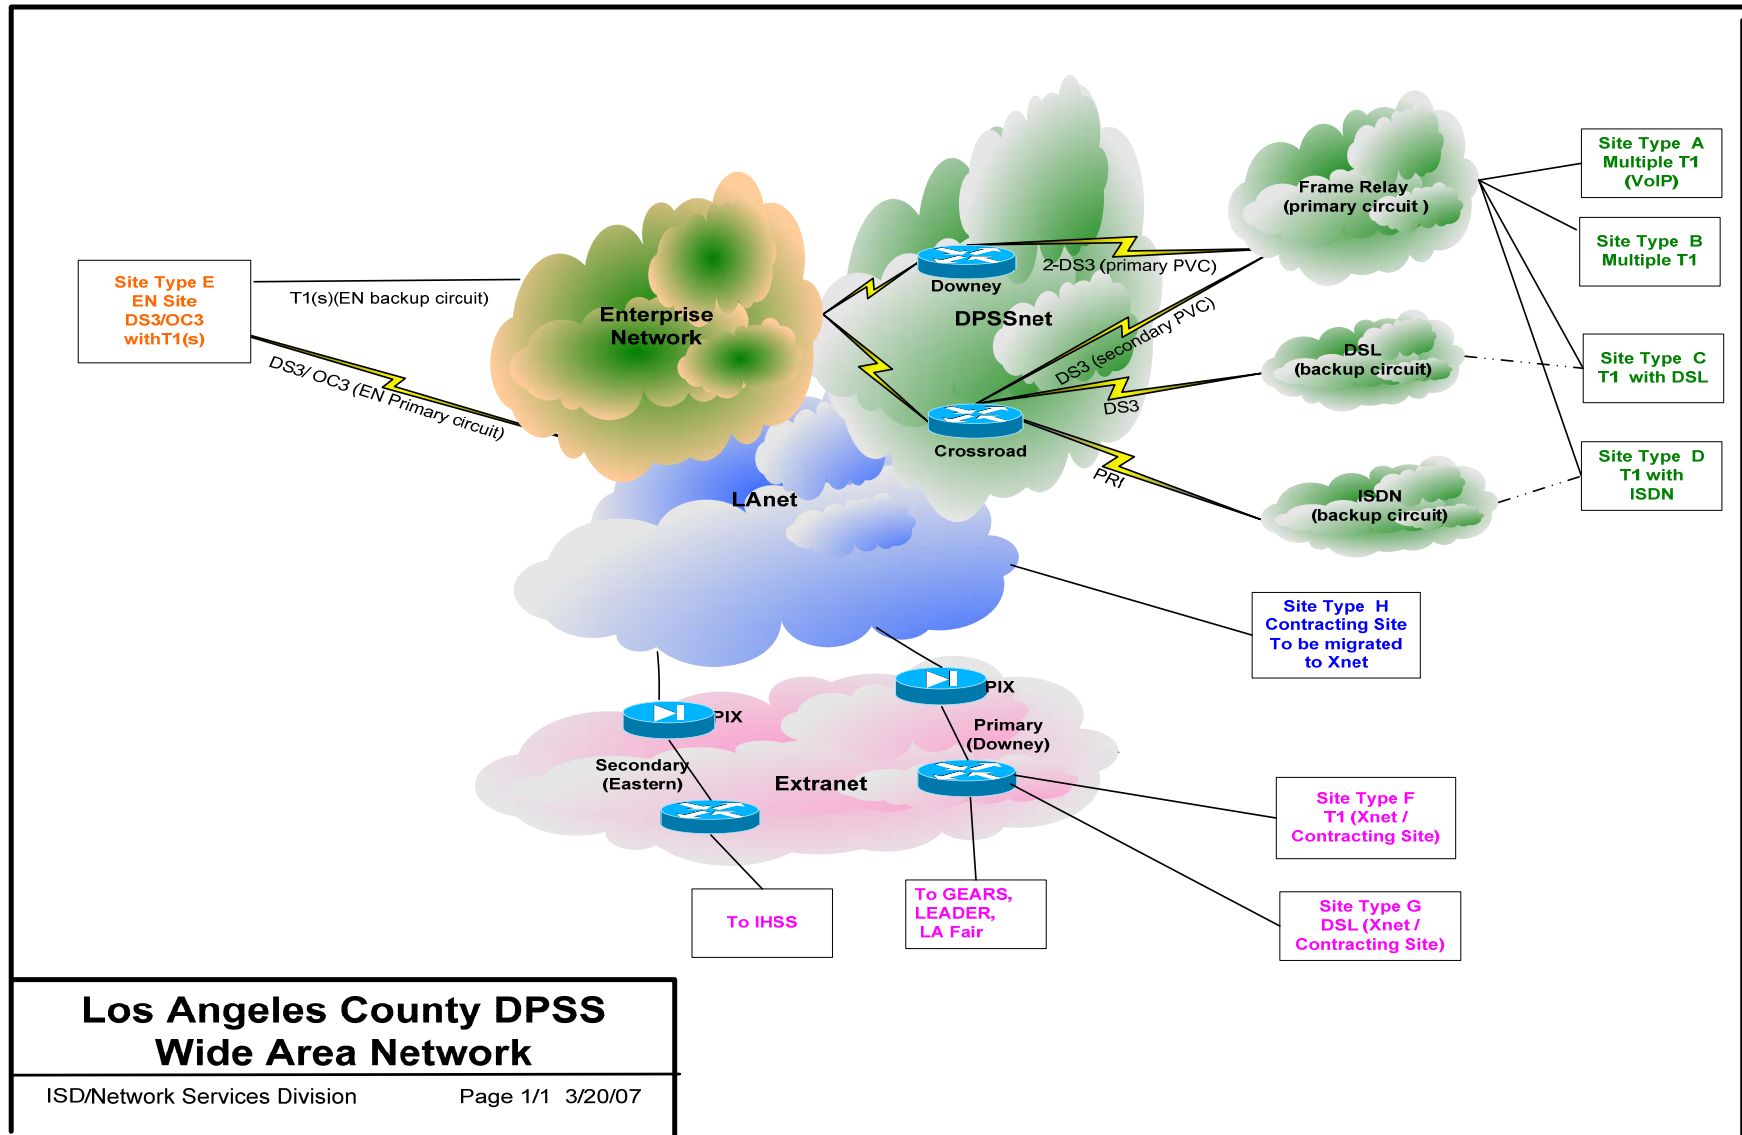 Site Type A
Multiple T1
(VoIP)
Frame Relay
(primary circuit )
Site Type B
Multiple T1
2-DS3 (primary PVC)
Downey
Site Type E
EN Site
DS3/OC3
withT1(s)
T1(s)(EN backup circuit)
Enterprise
Network
DPSSnet
DS3 (secondary PVC)
DSL
(backup circuit)
Site Type C
T1 with DSL
DS3/ OC3 (EN Primary circuit)
DS3
Crossroad
PRI
Site Type D
T1 with
ISDN
LAnet
ISDN
(backup circuit)
Site Type H
Contracting Site
To be migrated
to Xnet
PIX
PIX
Primary
(Downey)
Secondary
(Eastern)
Extranet
Site Type F
T1 (Xnet /
Contracting Site)
To IHSS
To GEARS,
LEADER,
LA Fair
Site Type G
DSL (Xnet /
Contracting Site)
Los Angeles County DPSS
Wide Area Network
ISD/Network Services Division Page 1/1 3/20/07